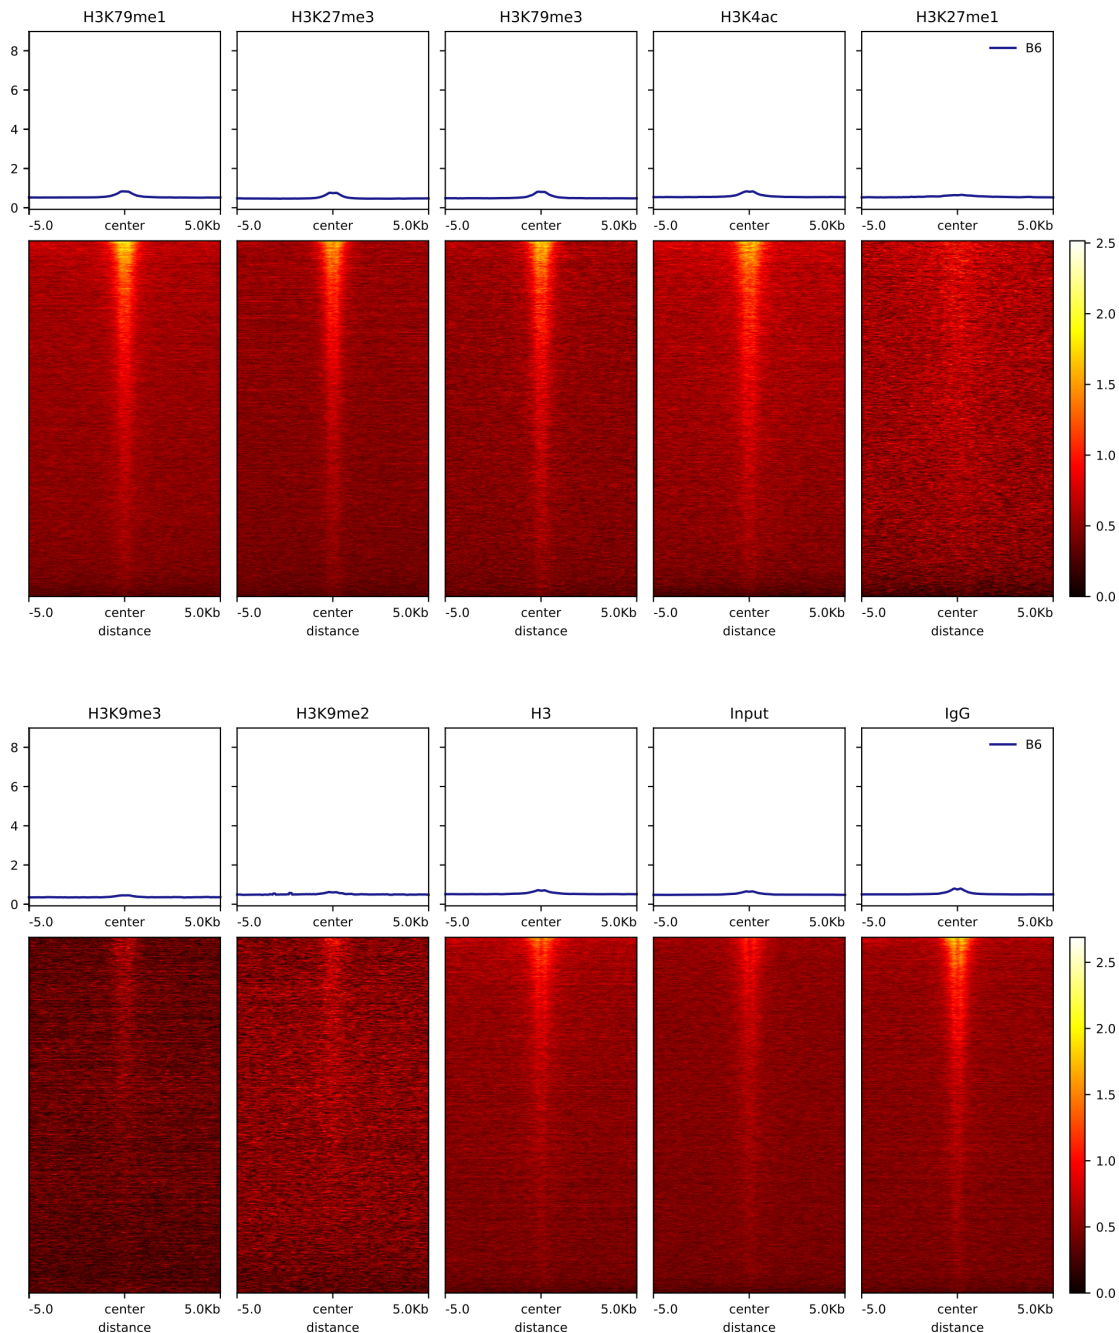 H3K79me1 H3K27me3 H3K79me3 H3K4ac H3K27me1
8 B6
6
4
2
0
-5.0 center 5.0Kb -5.0 center 5.0Kb -5.0 center 5.0Kb -5.0 center 5.0Kb -5.0 center 5.0Kb
2.5
2.0
1.5
1.0
0.5
0.0
-5.0 center 5.0Kb -5.0 center 5.0Kb -5.0 center 5.0Kb -5.0 center 5.0Kb -5.0 center 5.0Kb
distance distance distance distance distance
H3K9me3 H3K9me2 H3 Input IgG
8 B6
6
4
2
0
-5.0 center 5.0Kb -5.0 center 5.0Kb -5.0 center 5.0Kb -5.0 center 5.0Kb -5.0 center 5.0Kb
2.5
2.0
1.5
1.0
0.5
0.0
-5.0 center 5.0Kb -5.0 center 5.0Kb -5.0 center 5.0Kb -5.0 center 5.0Kb -5.0 center 5.0Kb
distance distance distance distance distance